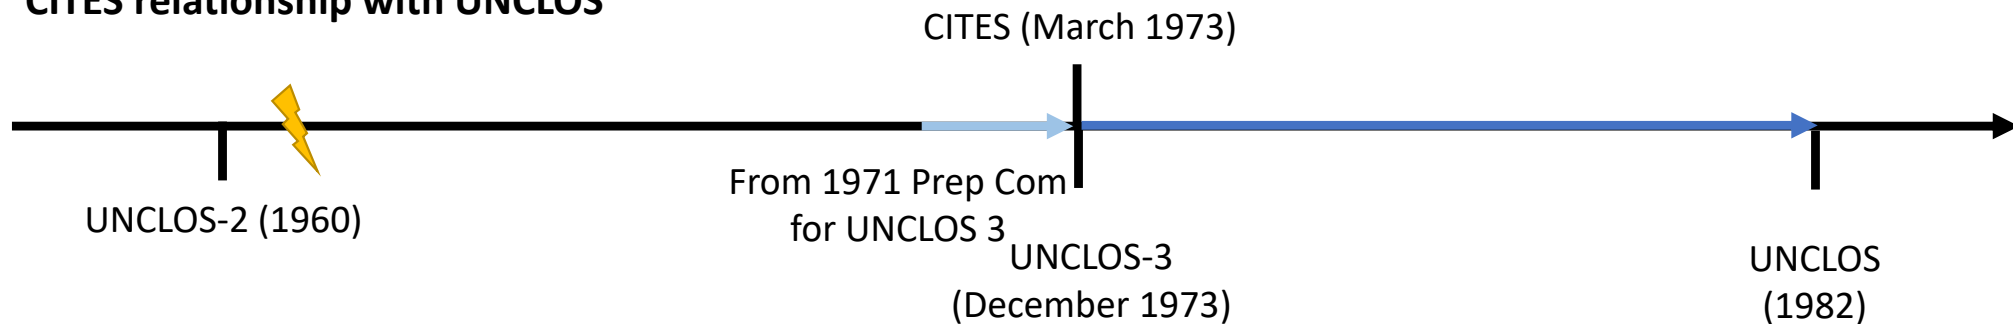 CITES relationship with UNCLOS
CITES (March 1973)
From 1971 Prep Com
for UNCLOS 3
UNCLOS-2 (1960)
UNCLOS-3
(December 1973)
UNCLOS
(1982)